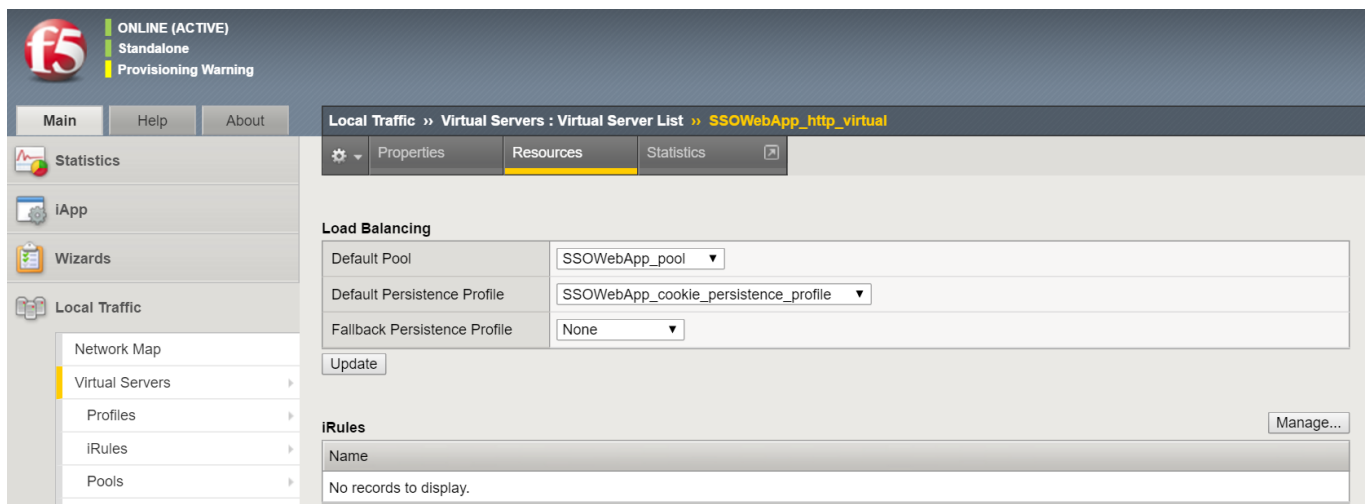 f5
ONLINE (ACTIVE)
Standalone
Provisioning Warning
Main Help About
Local Traffic ›› Virtual Servers : Virtual Server List ›› SSOWebApp_http_virtual
Properties Resources Statistics
Statistics
iApp
Wizards
Local Traffic
Network Map
Virtual Servers
Profiles
iRules
Pools
Load Balancing
Default Pool SSOWebApp_pool
Default Persistence Profile SSOWebApp_cookie_persistence_profile
Fallback Persistence Profile None
Update
iRules Manage...
Name
No records to display.